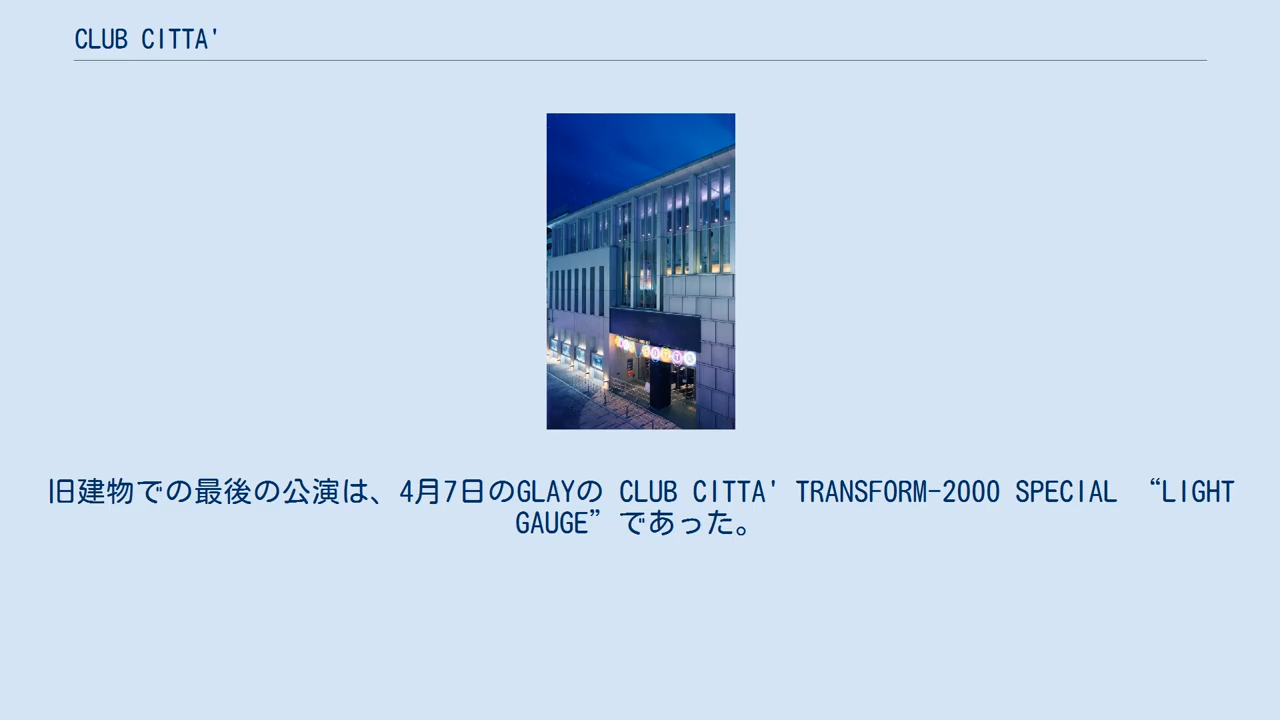 CLUB CITTA'
旧建物での最後の公演は、4月7日のGLAYの CLUB CITTA' TRANSFORM-2000 SPECIAL “LIGHT
GAUGE”であった。